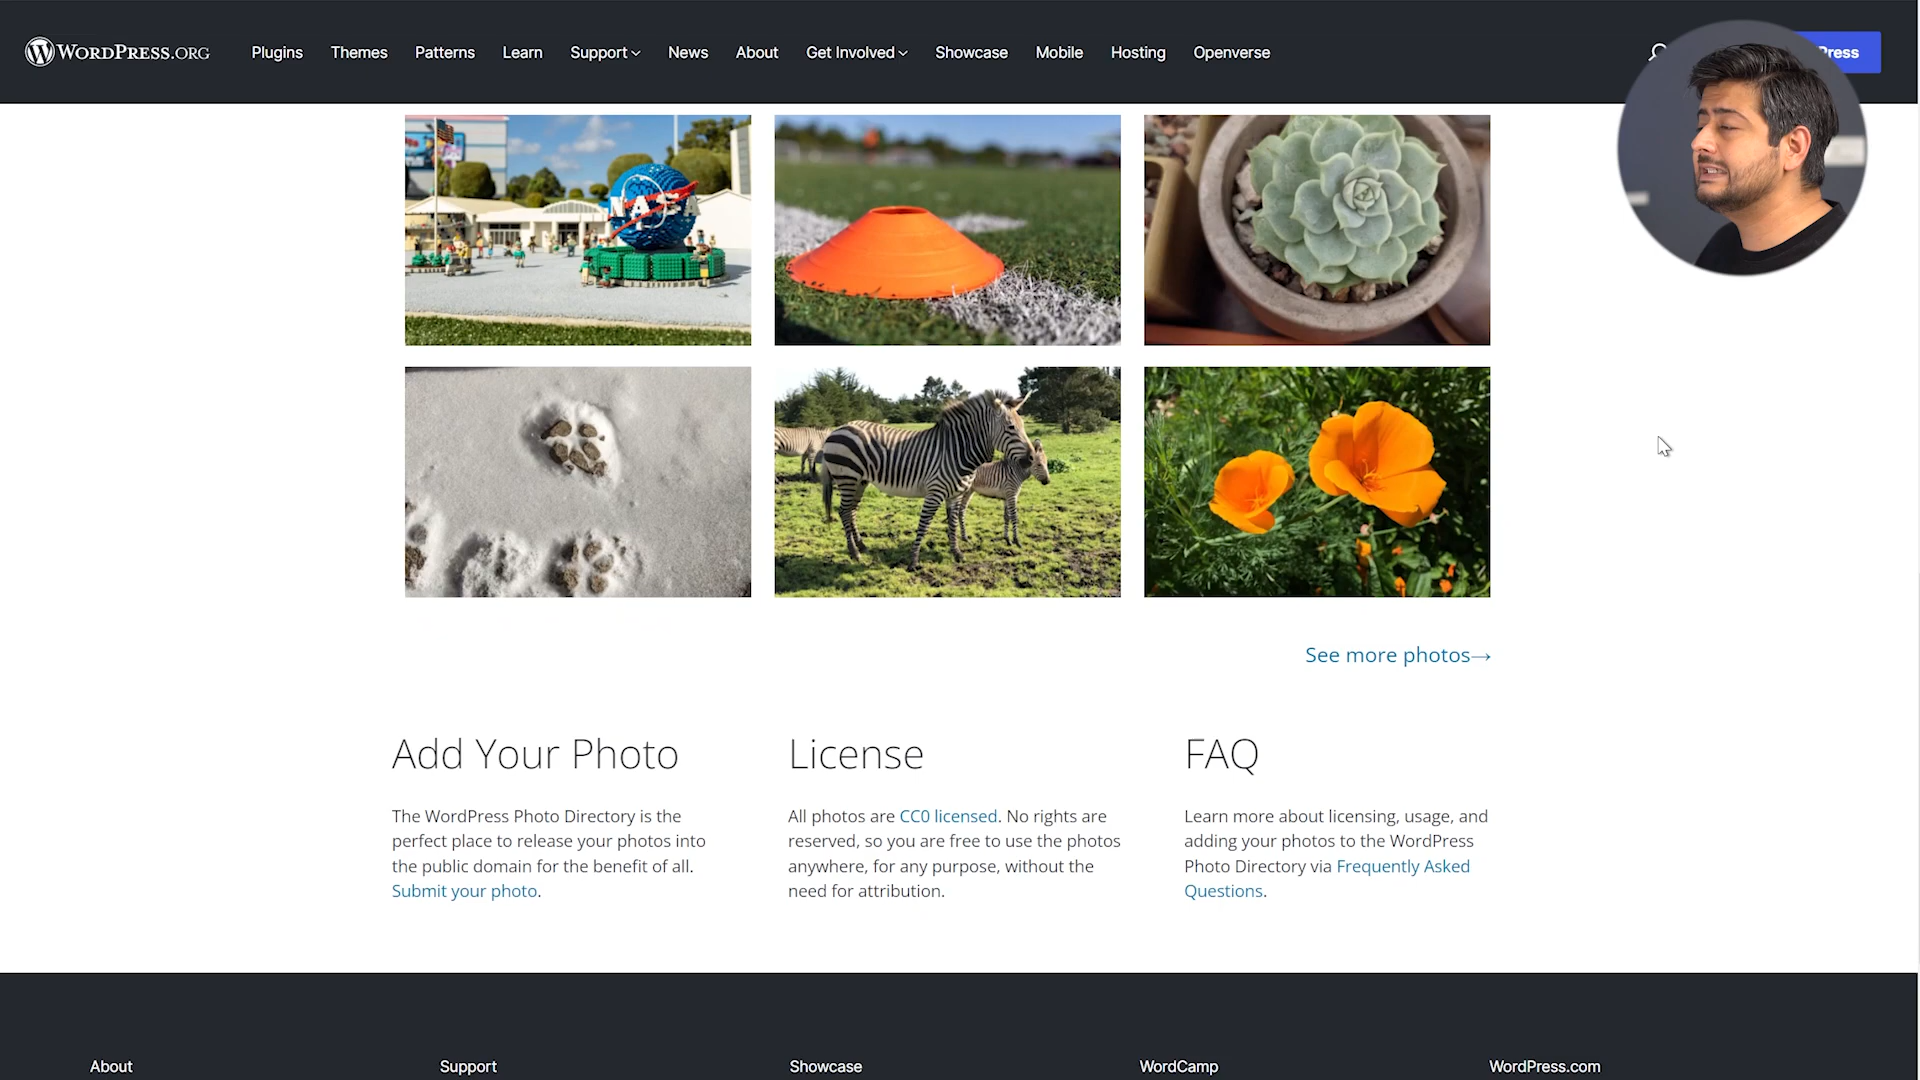 WORDPRESS.ORG
Plugins Themes Patterns Learn Support News About Get Involved Showcase Mobile Hosting Openverse
Press
NASA
See more photos→
Add Your Photo
The WordPress Photo Directory is the
perfect place to release your photos into
the public domain for the benefit of all.
Submit your photo.
License
All photos are CC0 licensed. No rights are
reserved, so you are free to use the photos
anywhere, for any purpose, without the
need for attribution.
FAQ
Learn more about licensing, usage, and
adding your photos to the WordPress
Photo Directory via Frequently Asked
Questions.
About Support Showcase WordCamp WordPress.com